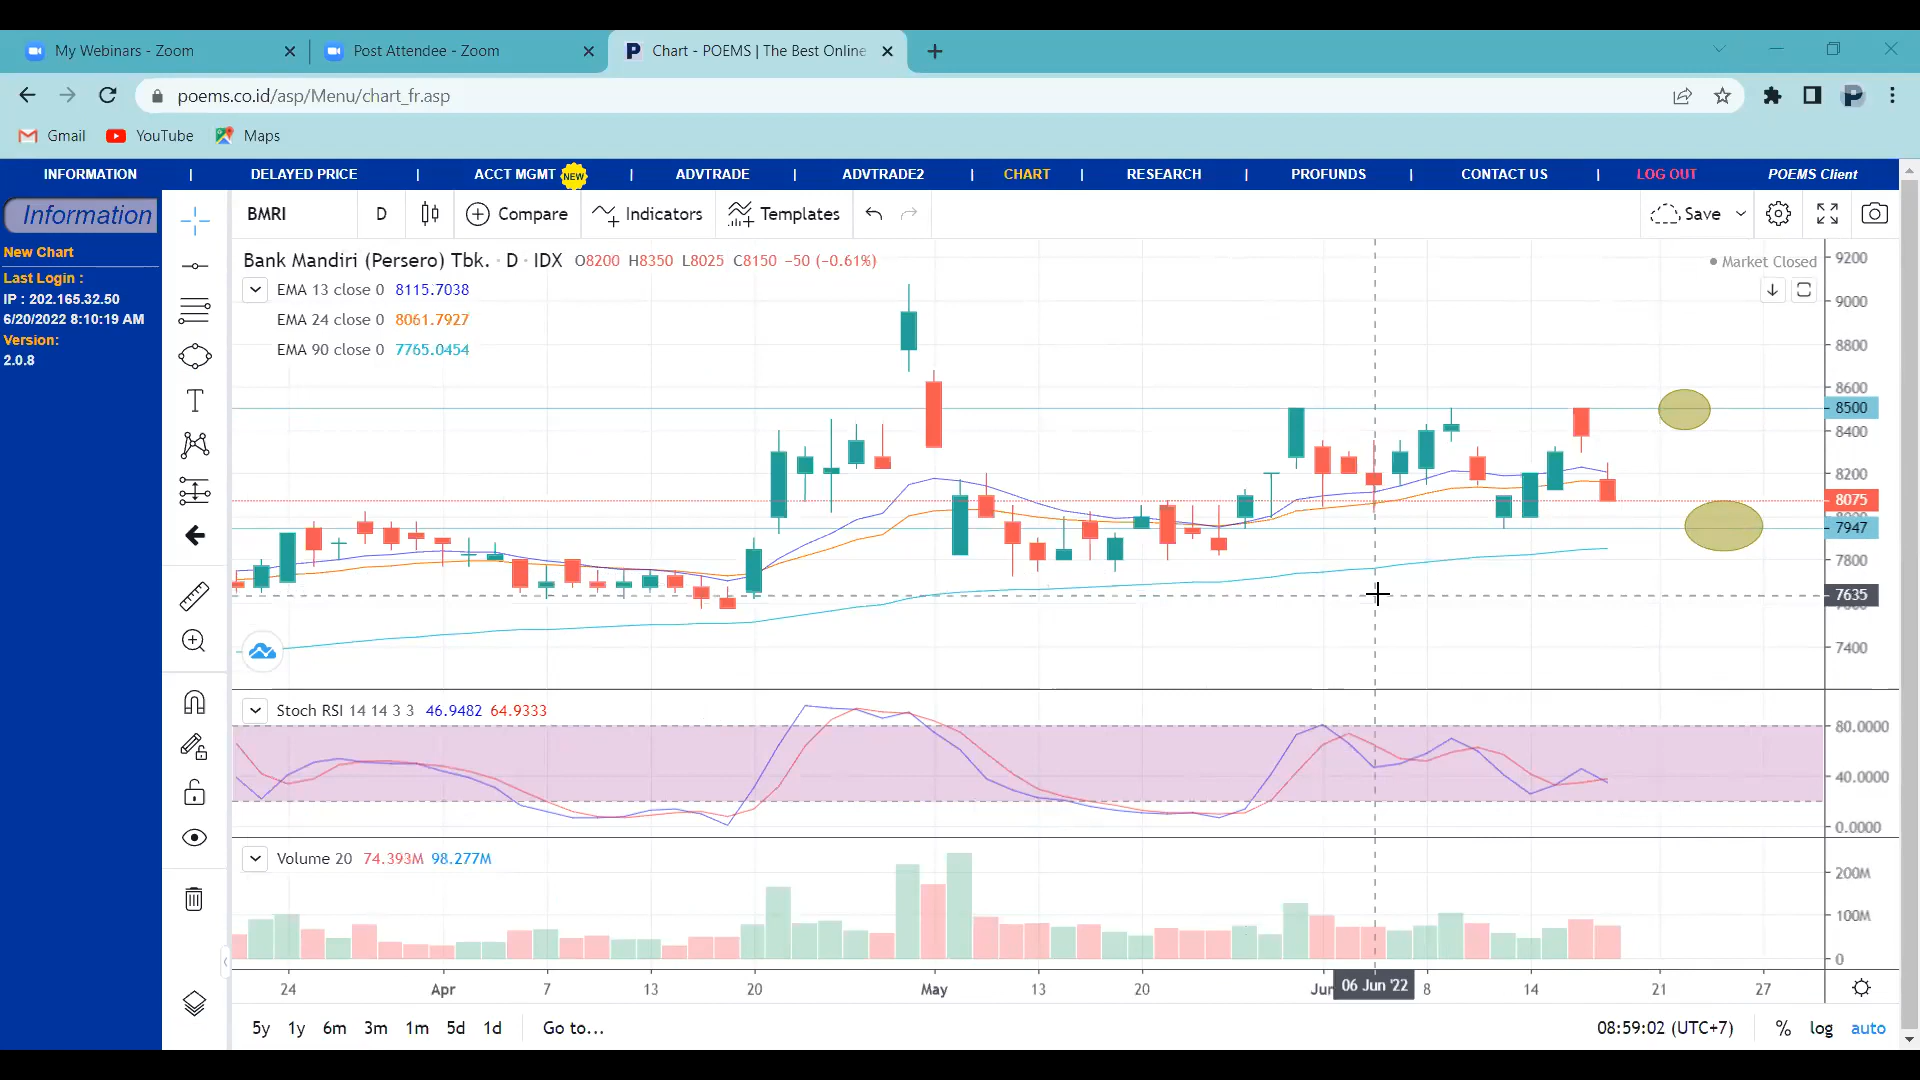 My Webinars - Zoom
Post Attendee - Zoom
Chart - POEMS | The Best Online
poems.co.id/asp/Menu/chart_fr.asp
Gmail
YouTube
Maps
INFORMATION | DELAYED PRICE | ACCT MGMT NEW | ADVTRADE | ADVTRADE2 | CHART | RESEARCH | PROFUNDS | CONTACT US | LOG OUT POEMS Client
Information
New Chart
Last Login :
IP : 202.165.32.50
6/20/2022 8:10:19 AM
Version:
2.0.8
BMRI D Compare Indicators Templates Save
Bank Mandiri (Persero) Tbk. · D · IDX O8200 H8350 L8025 C8150 −50 (−0.61%)
Market Closed
EMA 13 close 0 8115.7038
EMA 24 close 0 8061.7927
EMA 90 close 0 7765.0454
9200
9000
8800
8600
8500
8400
8200
8075
7947
7800
7635
7400
Stoch RSI 14 14 3 3 46.9482 64.9333
80.0000
40.0000
0.0000
Volume 20 74.393M 98.277M
200M
100M
0
24 Apr 7 13 20 May 13 20 Jun 06 Jun '22 8 14 21 27
5y 1y 6m 3m 1m 5d 1d Go to... 08:59:02 (UTC+7) % log auto